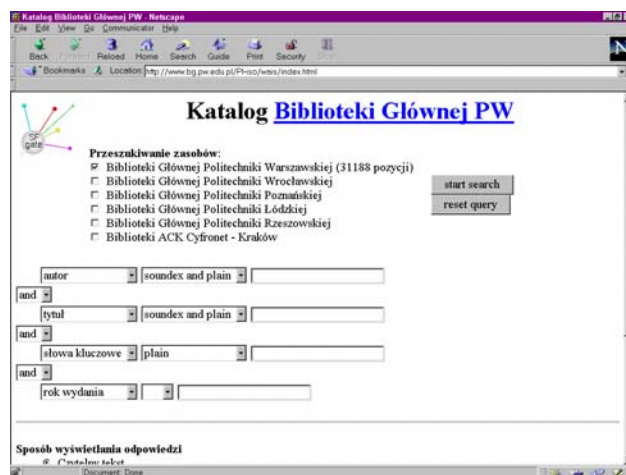 Katalog Biblioteki Głównej PW - Netscape
File Edit View Go Communicator Help
Back Forward Reload Home Search Guide Print Security Stop
Bookmarks Location: http://www.bg.pw.edu.pl/Pl-iso/wais/index.html
Katalog Biblioteki Głównej PW
SF
gate
Przeszukiwanie zasobów:
Biblioteki Głównej Politechniki Warszawskiej (31188 pozycji)
Biblioteki Głównej Politechniki Wrocławskiej
Biblioteki Głównej Politechniki Poznańskiej
Biblioteki Głównej Politechniki Łódzkiej
Biblioteki Głównej Politechniki Rzeszowskiej
Biblioteki ACK Cyfronet - Kraków
start search
reset query
autor soundex and plain
and
tytuł soundex and plain
and
słowa kluczowe plain
and
rok wydania
Sposób wyświetlania odpowiedzi
Czytelny tekst
Document: Done